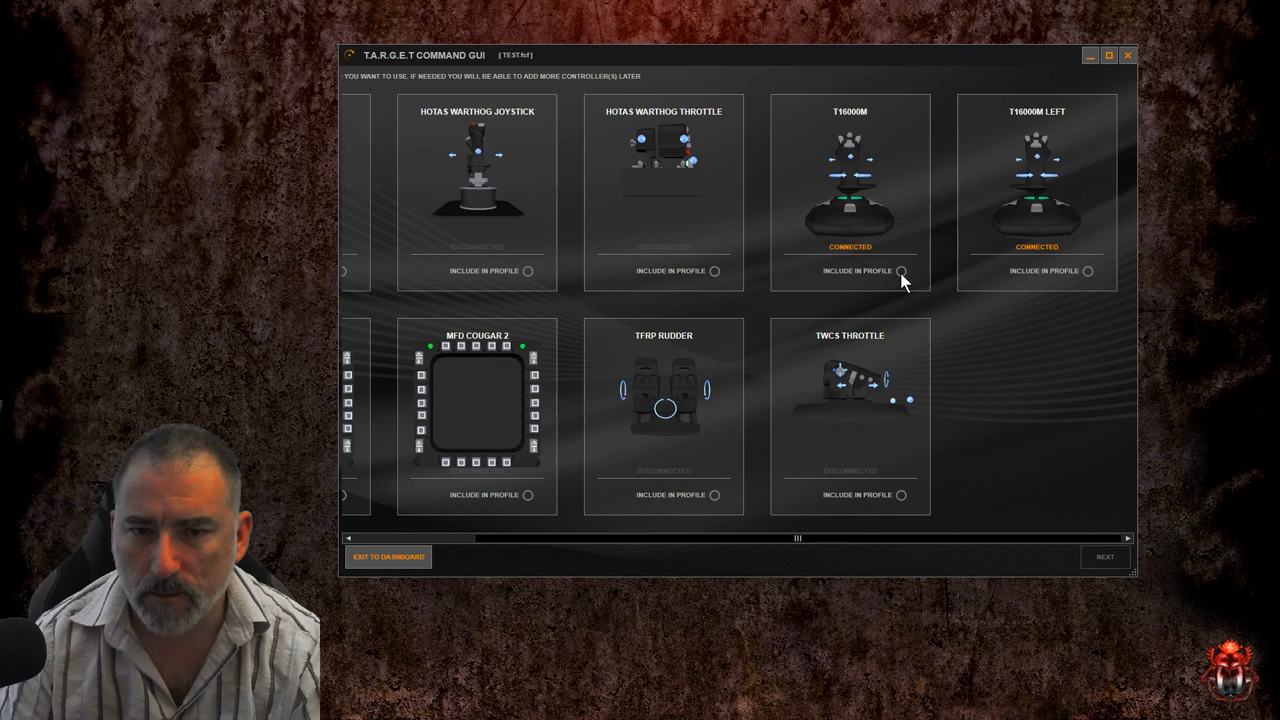 T.A.R.G.E.T COMMAND GUI [ TEST.fcf ]
YOU WANT TO USE. IF NEEDED YOU WILL BE ABLE TO ADD MORE CONTROLLER(S) LATER
HOTAS WARTHOG JOYSTICK
DISCONNECTED
INCLUDE IN PROFILE
HOTAS WARTHOG THROTTLE
DISCONNECTED
INCLUDE IN PROFILE
T16000M
CONNECTED
INCLUDE IN PROFILE
T16000M LEFT
CONNECTED
INCLUDE IN PROFILE
MFD COUGAR 2
DISCONNECTED
INCLUDE IN PROFILE
TFRP RUDDER
DISCONNECTED
INCLUDE IN PROFILE
TWCS THROTTLE
DISCONNECTED
INCLUDE IN PROFILE
EXIT TO DASHBOARD
NEXT